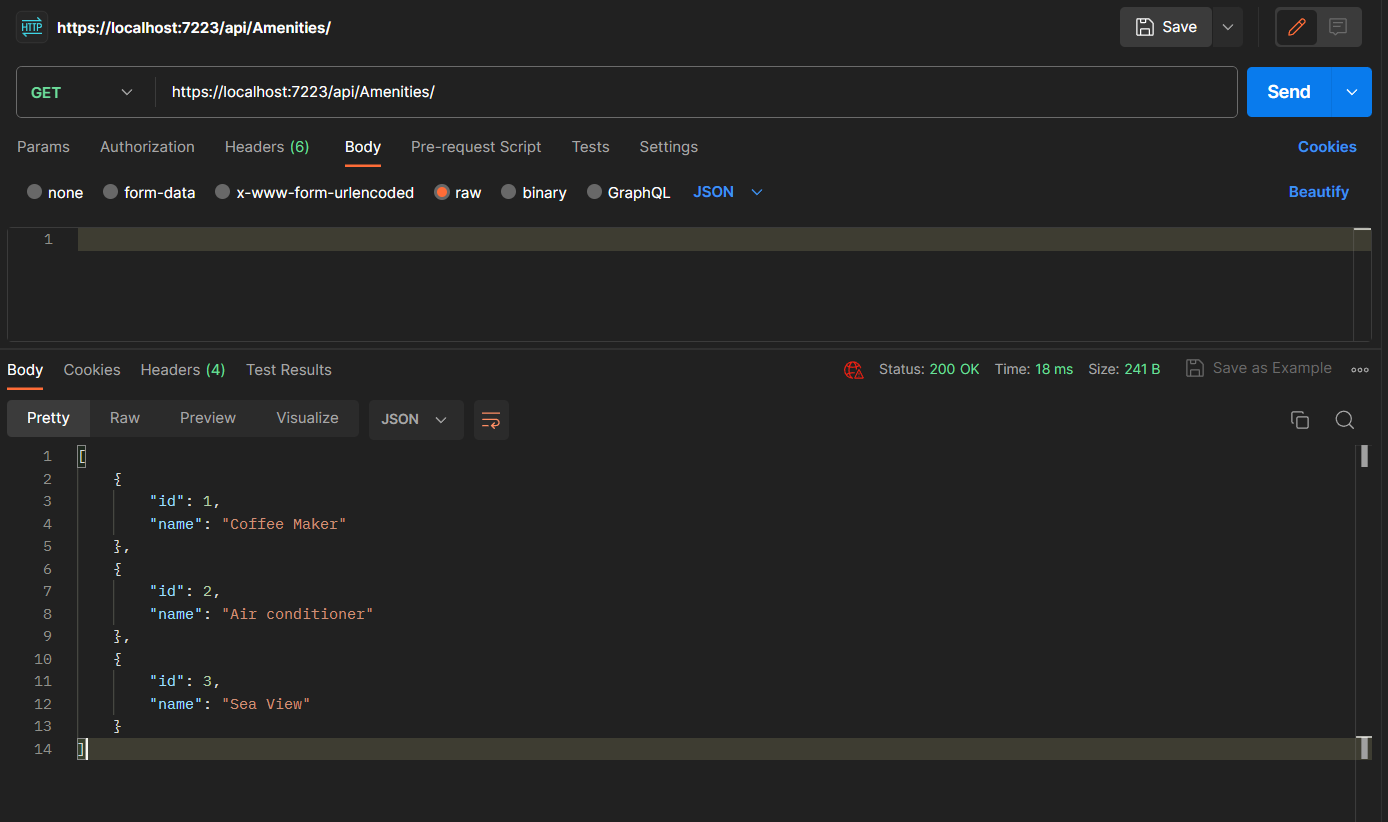 HTTP https://localhost:7223/api/Amenities/ Save
GET https://localhost:7223/api/Amenities/ Send
Params Authorization Headers (6) Body Pre-request Script Tests Settings Cookies
none form-data x-www-form-urlencoded raw binary GraphQL JSON Beautify
1
Body Cookies Headers (4) Test Results Status: 200 OK Time: 18 ms Size: 241 B Save as Example
Pretty Raw Preview Visualize JSON
1 [
2 {
3 "id": 1,
4 "name": "Coffee Maker"
5 },
6 {
7 "id": 2,
8 "name": "Air conditioner"
9 },
10 {
11 "id": 3,
12 "name": "Sea View"
13 }
14 ]